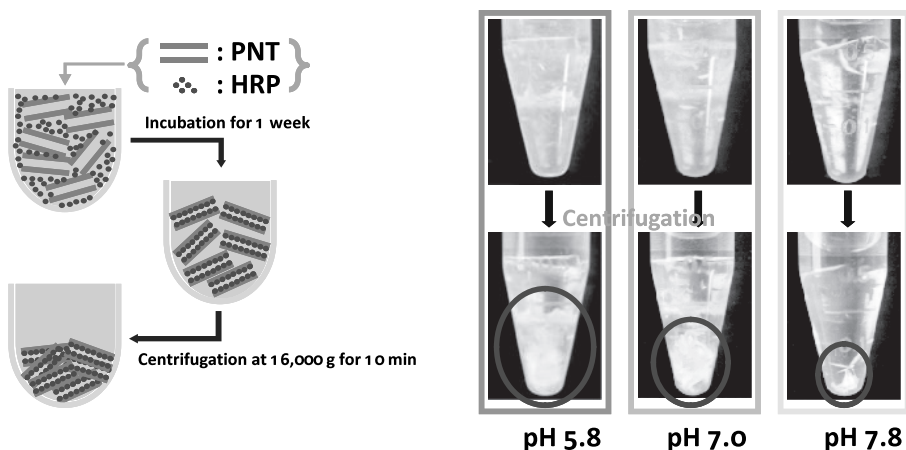 : PNT
: HRP
Incubation for 1 week
Centrifugation at 16,000 g for 10 min
Centrifugation
pH 5.8
pH 7.0
pH 7.8